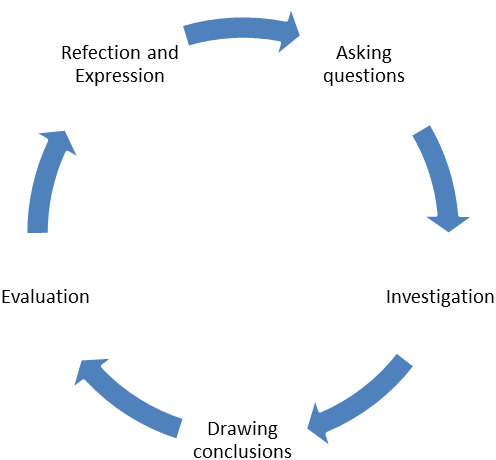 Refection and
Expression
Asking
questions
Investigation
Drawing
conclusions
Evaluation